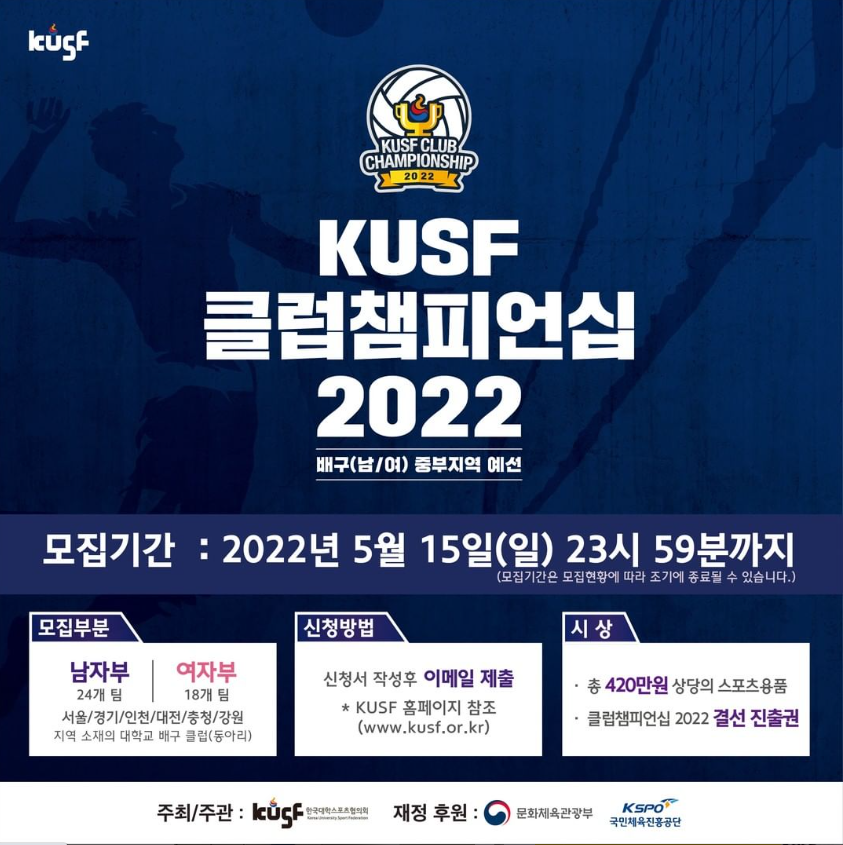 kusf
KUSF CLUB
CHAMPIONSHIP
2022
KUSF
클럽챔피언십
2022
배구(남/여) 중부지역 예선
모집기간 : 2022년 5월 15일(일) 23시 59분까지
(모집기간은 모집현황에 따라 조기에 종료될 수 있습니다.)
모집부분
남자부 여자부
24개 팀 18개 팀
서울/경기/인천/대전/충청/강원
지역 소재의 대학교 배구 클럽(동아리)
신청방법
신청서 작성후 이메일 제출
* KUSF 홈페이지 참조
(www.kusf.or.kr)
시 상
· 총 420만원 상당의 스포츠용품
· 클럽챔피언십 2022 결선 진출권
주최/주관 : kusf 한국대학스포츠협의회 Korea University Sport Federation 재정 후원 : 문화체육관광부 KSPO 국민체육진흥공단